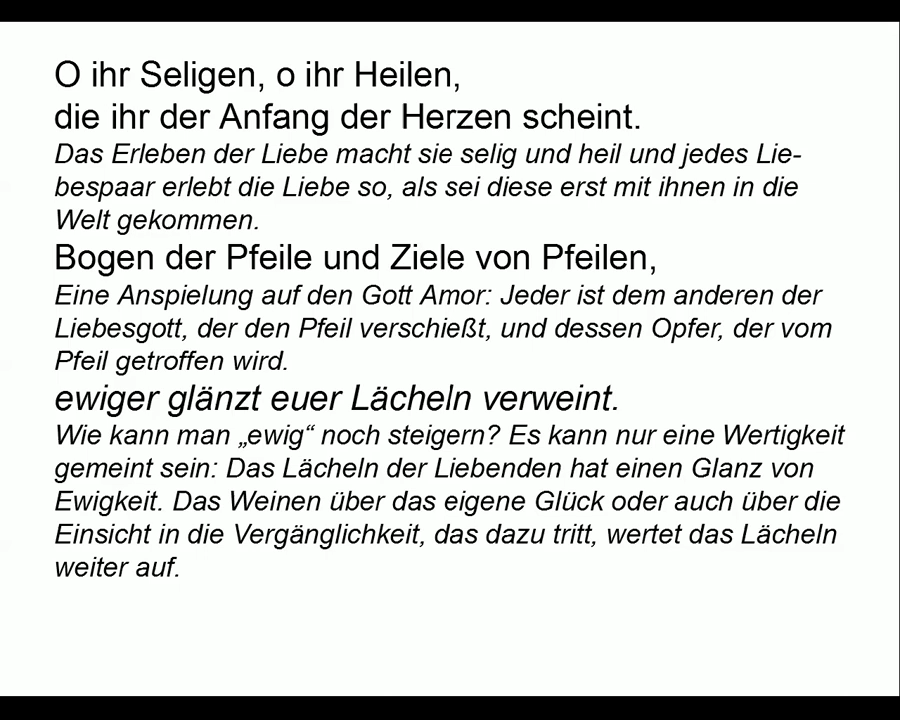 O ihr Seligen, o ihr Heilen,
die ihr der Anfang der Herzen scheint.
Das Erleben der Liebe macht sie selig und heil und jedes Lie-
bespaar erlebt die Liebe so, als sei diese erst mit ihnen in die
Welt gekommen.
Bogen der Pfeile und Ziele von Pfeilen,
Eine Anspielung auf den Gott Amor: Jeder ist dem anderen der
Liebesgott, der den Pfeil verschießt, und dessen Opfer, der vom
Pfeil getroffen wird.
ewiger glänzt euer Lächeln verweint.
Wie kann man „ewig“ noch steigern? Es kann nur eine Wertigkeit
gemeint sein: Das Lächeln der Liebenden hat einen Glanz von
Ewigkeit. Das Weinen über das eigene Glück oder auch über die
Einsicht in die Vergänglichkeit, das dazu tritt, wertet das Lächeln
weiter auf.